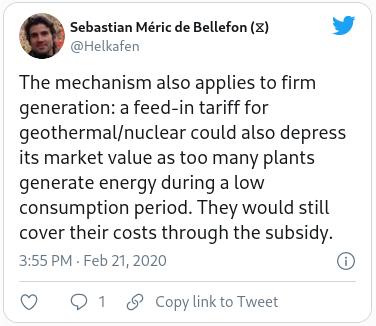 Sebastian Méric de Bellefon (⧖)
@Helkafen
The mechanism also applies to firm
generation: a feed-in tariff for
geothermal/nuclear could also depress
its market value as too many plants
generate energy during a low
consumption period. They would still
cover their costs through the subsidy.
3:55 PM · Feb 21, 2020
1 Copy link to Tweet